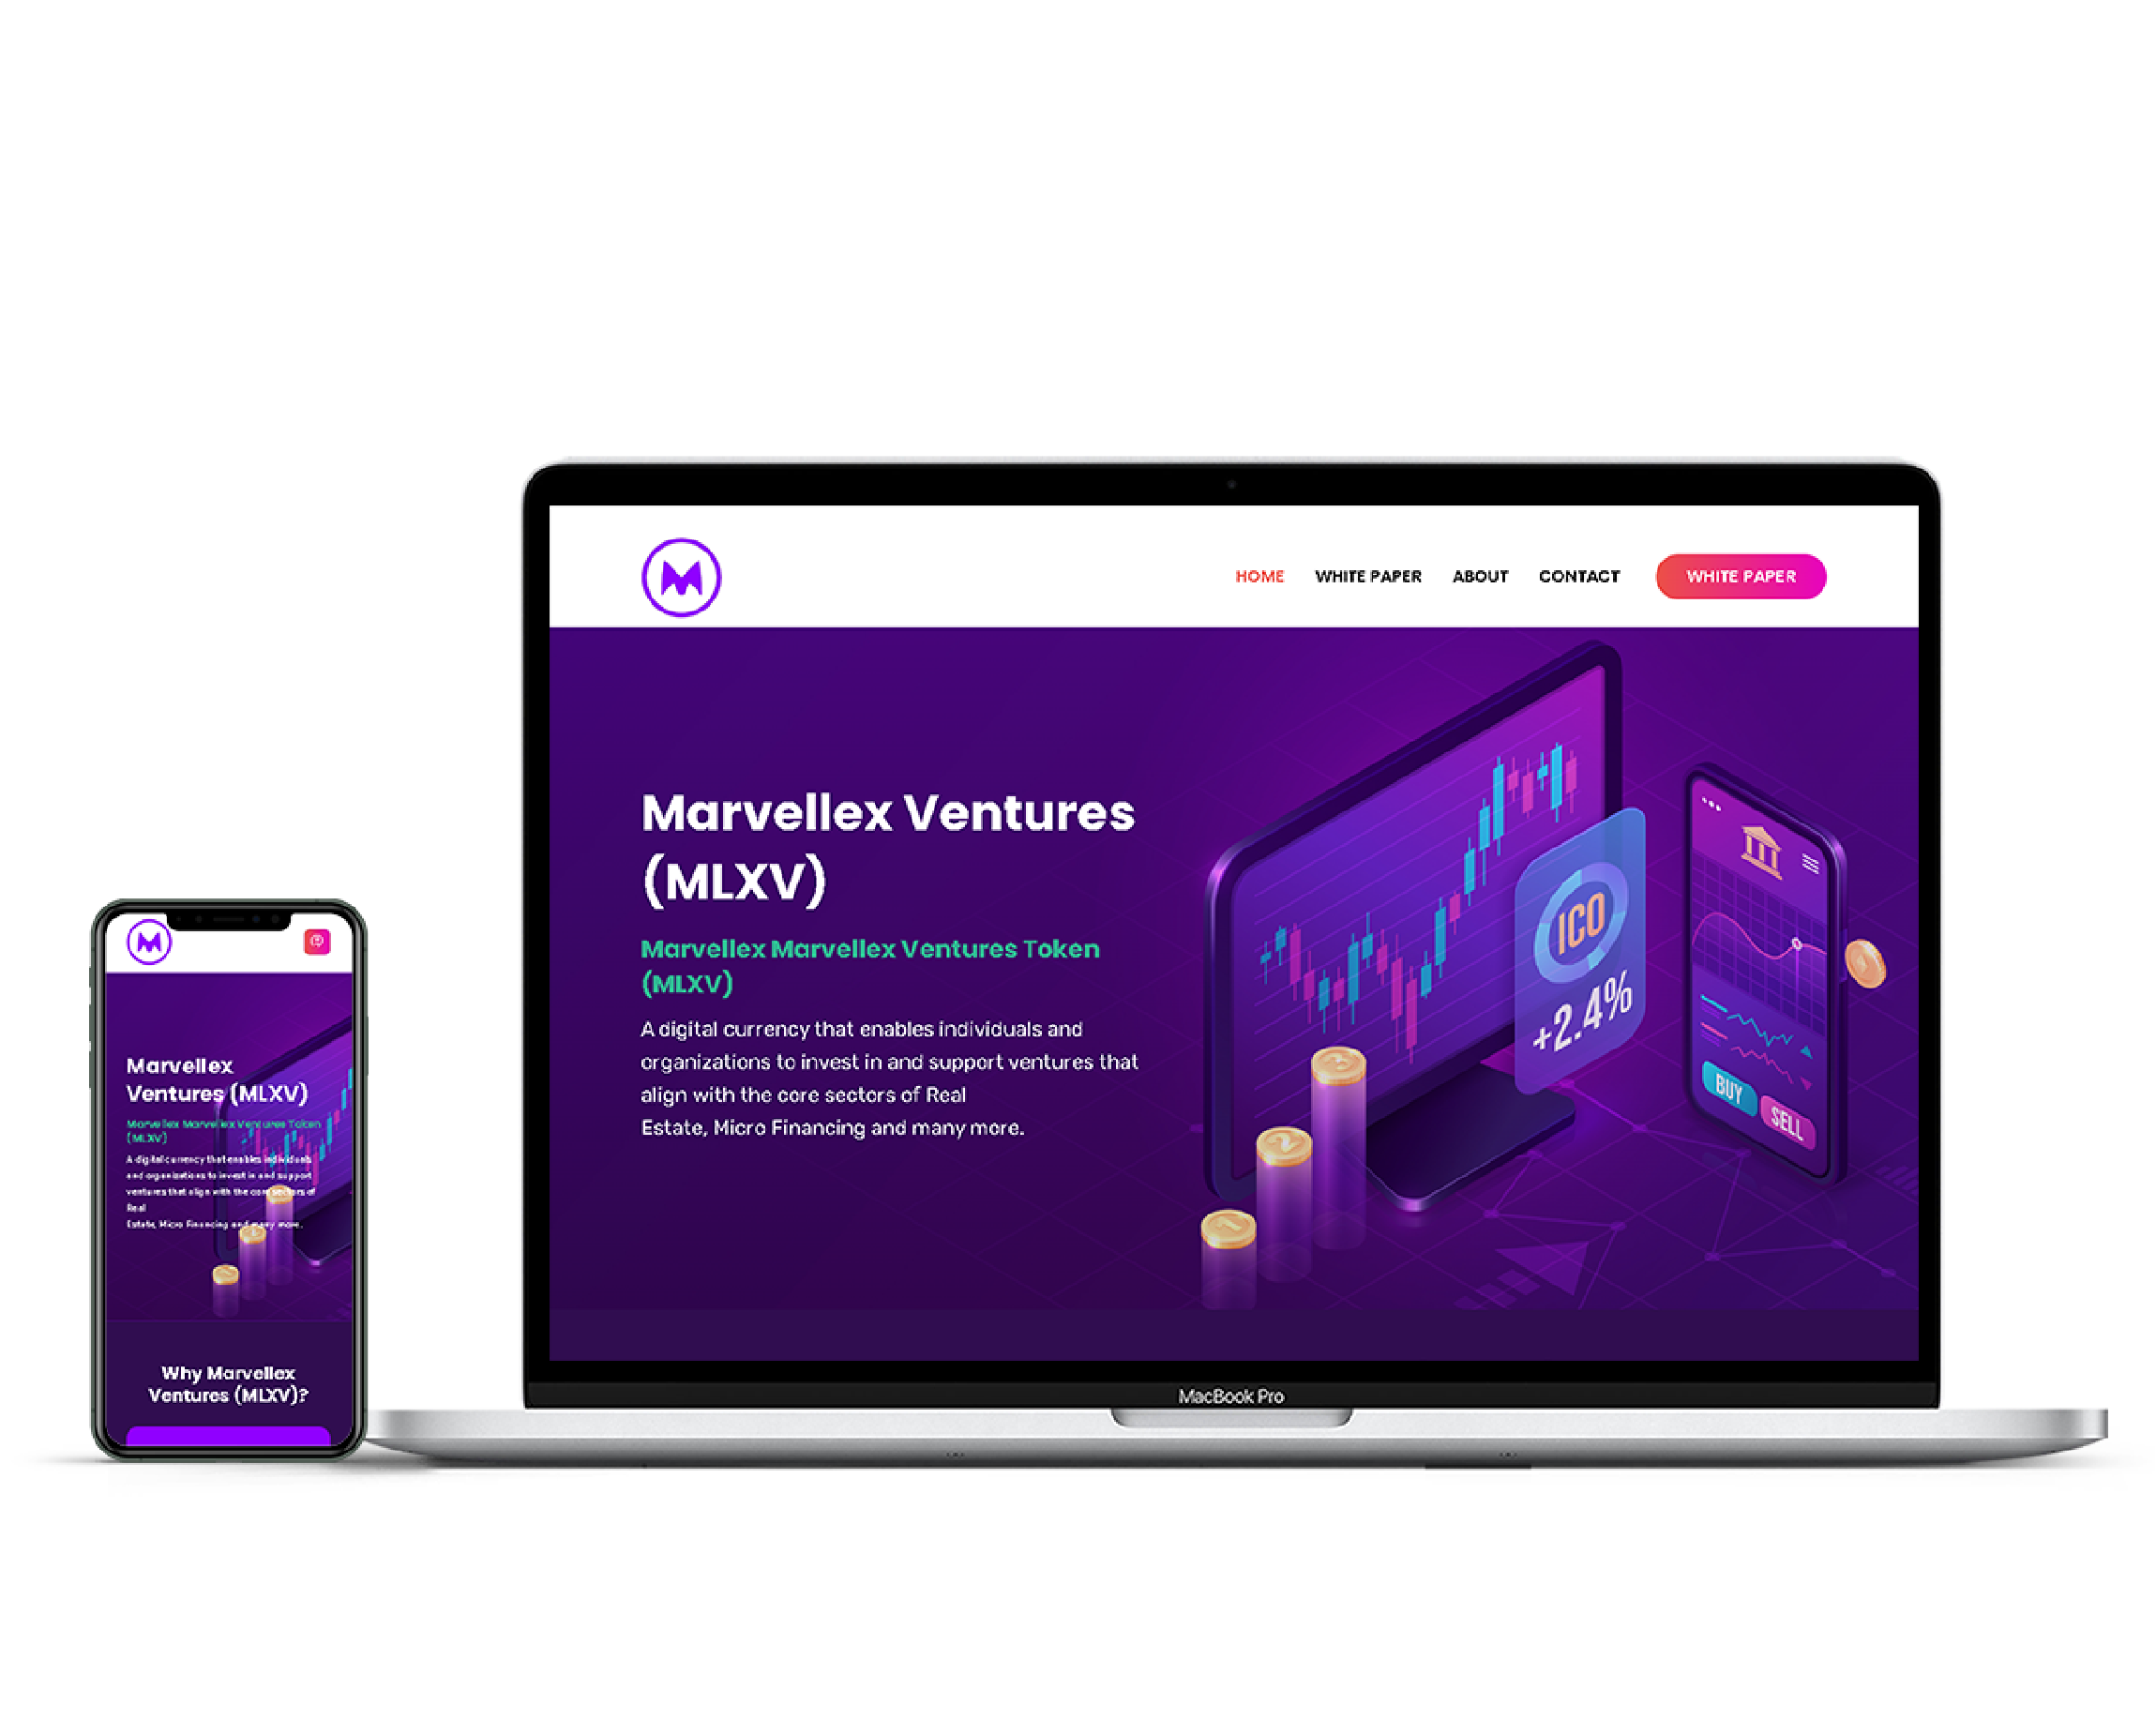 HOME WHITE PAPER ABOUT CONTACT WHITE PAPER
Marvellex Ventures
(MLXV)
Marvellex Marvellex Ventures Token
(MLXV)
A digital currency that enables individuals and
organizations to invest in and support ventures that
align with the core sectors of Real
Estate, Micro Financing and many more.
ICO
+2.4%
BUY
SELL
3
2
1
MacBook Pro
Marvellex
Ventures (MLXV)
Marvellex Marvellex Ventures Token
(MLXV)
A digital currency that enables individuals
and organizations to invest in and support
ventures that align with the core sectors of
Real
Estate, Micro Financing and many more.
Why Marvellex
Ventures (MLXV)?